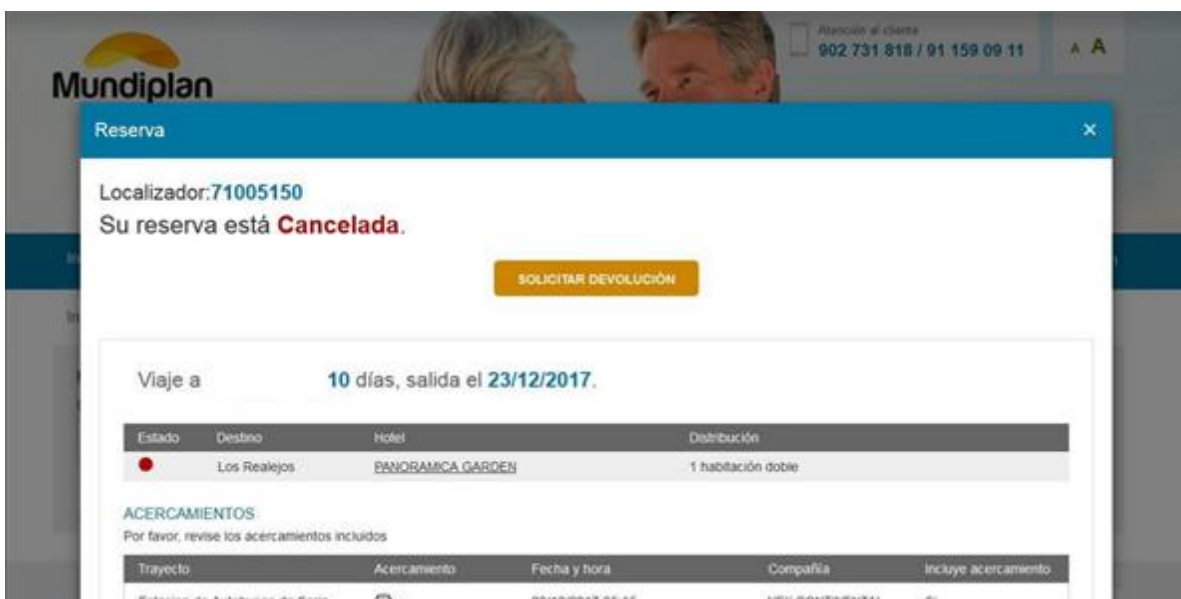 Mundiplan
Atención al cliente
902 731 818 / 91 159 09 11
A A
Reserva
×
Localizador:71005150
Su reserva está Cancelada.
SOLICITAR DEVOLUCIÓN
Viaje a 10 días, salida el 23/12/2017.
Estado Destino Hotel Distribución
Los Realejos PANORAMICA GARDEN 1 habitación doble
ACERCAMIENTOS
Por favor, revise los acercamientos incluidos
Trayecto Acercamiento Fecha y hora Compañía Incluye acercamiento